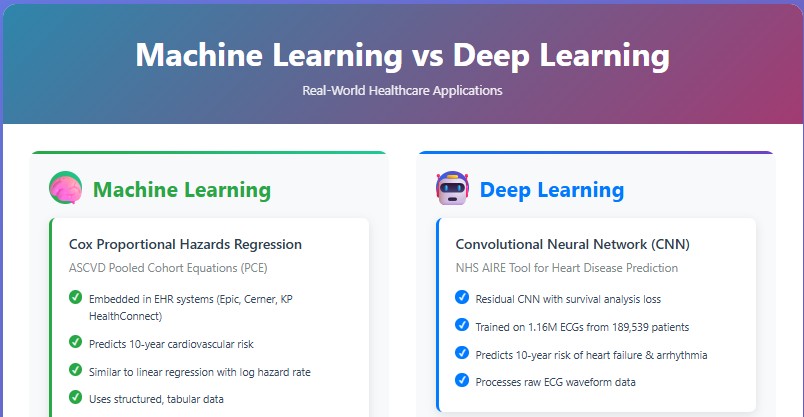 Machine Learning vs Deep Learning
Real-World Healthcare Applications
Machine Learning
Cox Proportional Hazards Regression
ASCVD Pooled Cohort Equations (PCE)
Embedded in EHR systems (Epic, Cerner, KP
HealthConnect)
Predicts 10-year cardiovascular risk
Similar to linear regression with log hazard rate
Uses structured, tabular data
Deep Learning
Convolutional Neural Network (CNN)
NHS AIRE Tool for Heart Disease Prediction
Residual CNN with survival analysis loss
Trained on 1.16M ECGs from 189,539 patients
Predicts 10-year risk of heart failure & arrhythmia
Processes raw ECG waveform data